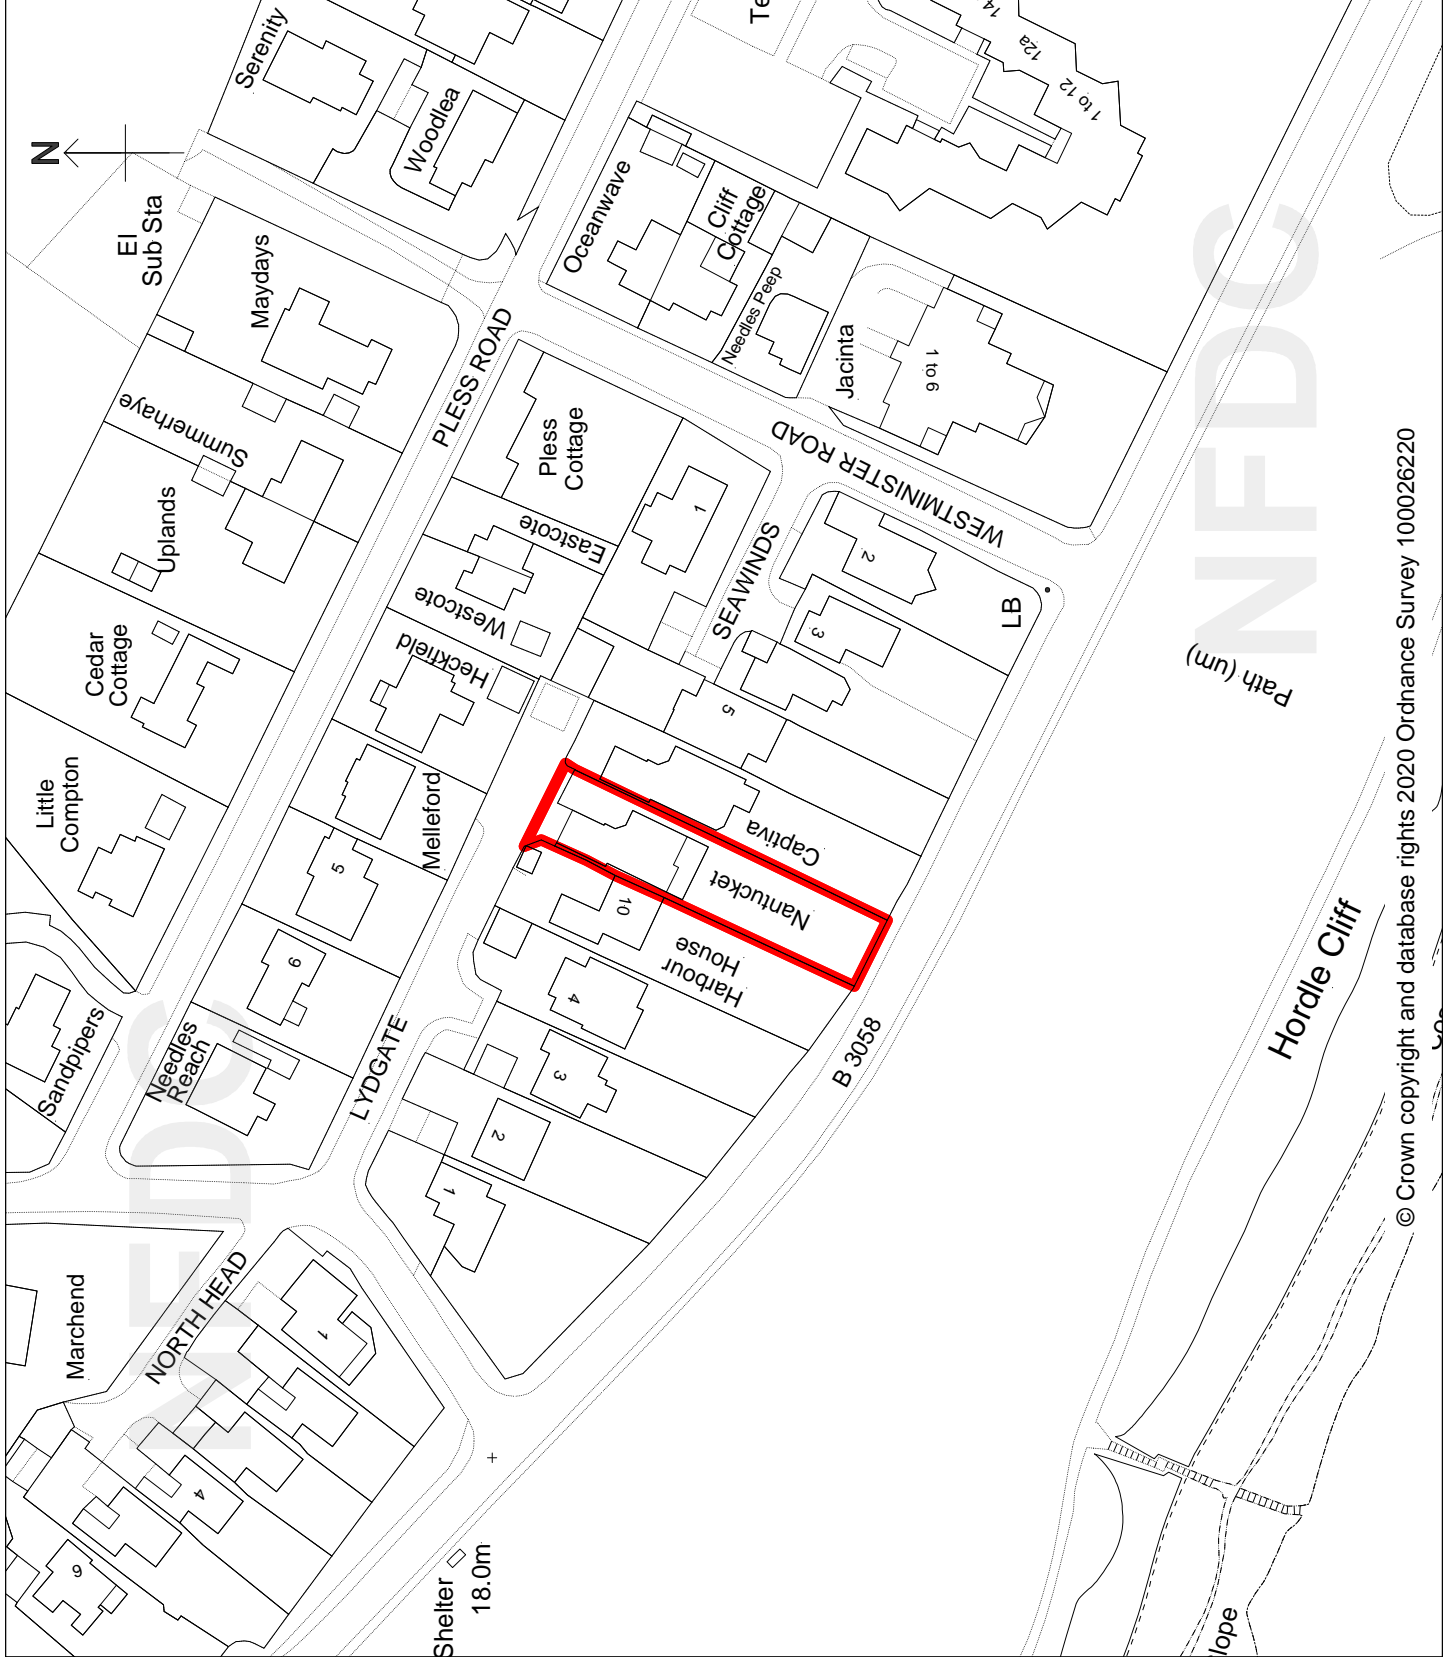 N
El
Sub Sta
Serenity
Woodlea
Maydays
Summerhaye
Uplands
Cedar
Cottage
Little
Compton
Sandpipers
Needles
Reach
Marchend
NORTH HEAD
LYDGATE
PLESS ROAD
Oceanwave
Cliff
Cottage
Needles Peep
Jacinta
1 to 6
14
12a
1 to 12
Te
Pless
Cottage
Eastcote
Westcote
Heckfield
Melleford
5
9
1
SEAWINDS
WESTMINISTER ROAD
2
3
5
LB
Captiva
Nantucket
10
Harbour
House
4
3
2
1
1
4
6
B 3058
Shelter
18.0m
Path (um)
Hordle Cliff
lope
NFDC
NFDC
© Crown copyright and database rights 2020 Ordnance Survey 100026220